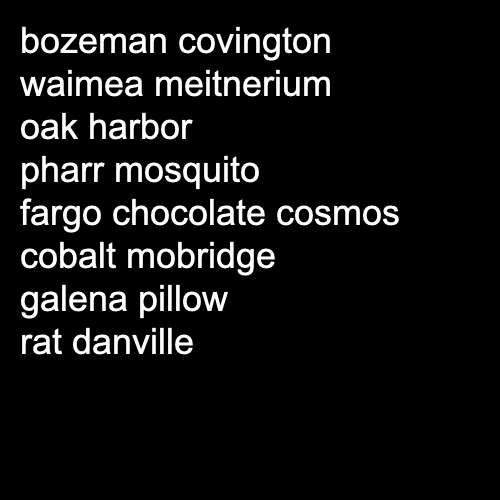 bozeman covington
waimea meitnerium
oak harbor
pharr mosquito
fargo chocolate cosmos
cobalt mobridge
galena pillow
rat danville